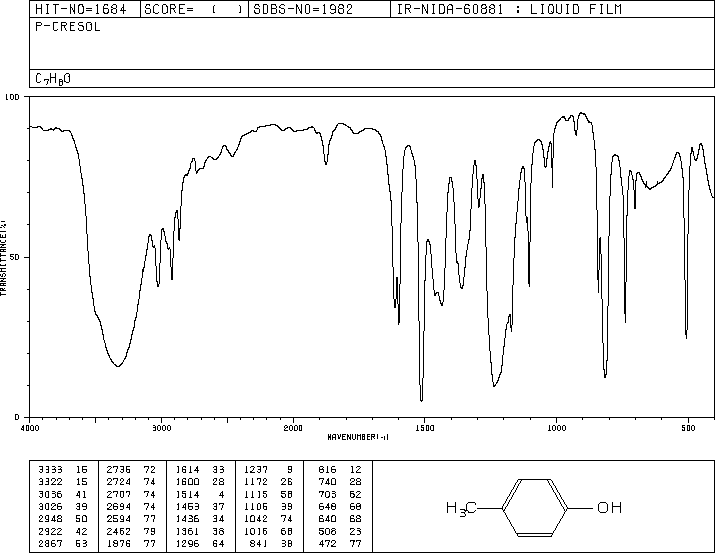 HIT-NO=1684 SCORE= ( ) SDBS-NO=1982 IR-NIDA-60881 : LIQUID FILM
P-CRESOL
C7H8O
100
50
0
TRANSMITTANCE(%)
4000 3000 2000 1500 1000 500
WAVENUMBER(-1)
3333 16 2736 72 1614 33 1237 9 816 12
3322 15 2724 74 1600 28 1172 26 740 28
3036 41 2707 74 1514 4 1115 58 703 62
3026 39 2694 74 1463 37 1106 39 648 68
2948 50 2594 77 1436 34 1042 74 640 68
2922 42 2462 79 1361 38 1016 68 508 23
2867 63 1876 77 1296 64 841 38 472 77
H3C OH